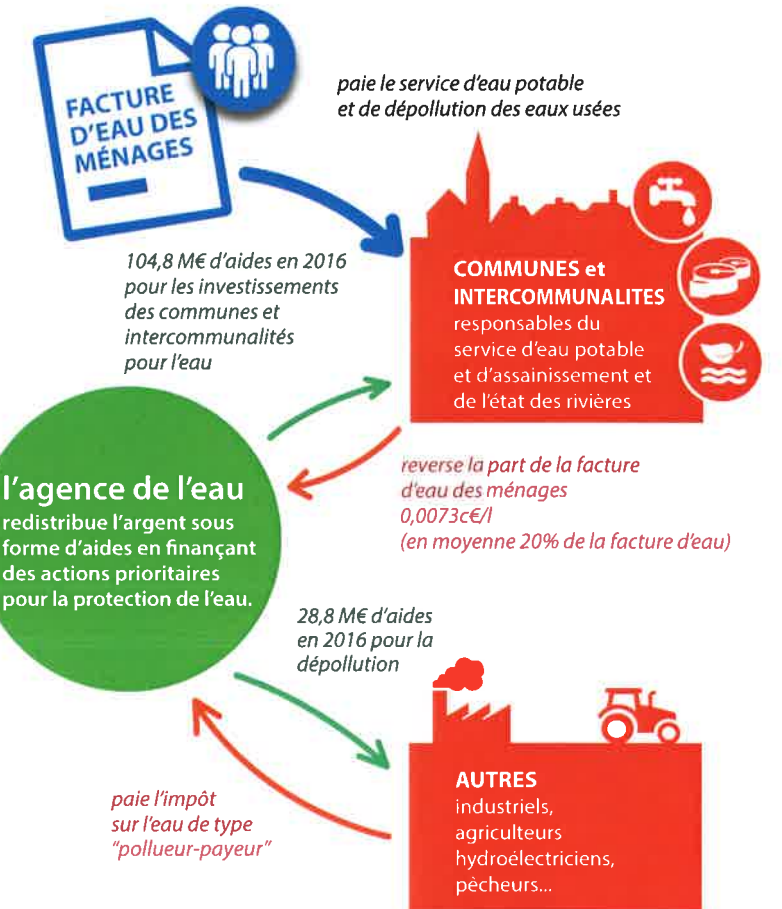 FACTURE
D'EAU DES
MÉNAGES
paie le service d'eau potable
et de dépollution des eaux usées
104,8 M€ d'aides en 2016
pour les investissements
des communes et
intercommunalités
pour l'eau
COMMUNES et
INTERCOMMUNALITES
responsables du
service d'eau potable
et d'assainissement et
de l'état des rivières
l'agence de l'eau
redistribue l'argent sous
forme d'aides en finançant
des actions prioritaires
pour la protection de l'eau.
reverse la part de la facture
d'eau des ménages
0,0073c€/l
(en moyenne 20% de la facture d'eau)
28,8 M€ d'aides
en 2016 pour la
dépollution
paie l'impôt
sur l'eau de type
"pollueur-payeur"
AUTRES
industriels,
agriculteurs
hydroélectriciens,
pècheurs...